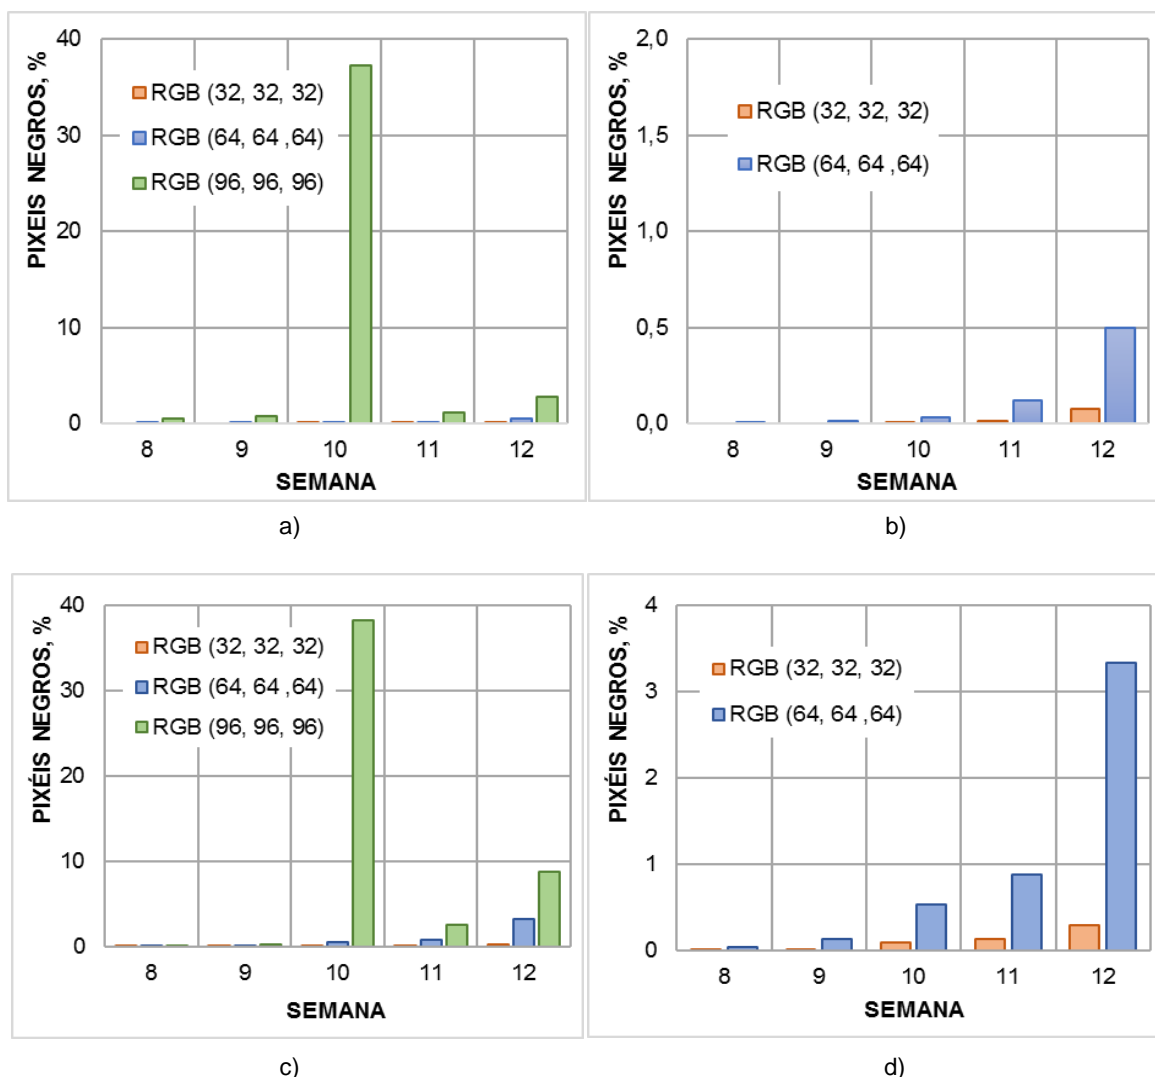 PIXEIS NEGROS, %
40
30
20
10
0
RGB (32, 32, 32)
RGB (64, 64 ,64)
RGB (96, 96, 96)
8 9 10 11 12
SEMANA
a)
PIXEIS NEGROS, %
2,0
1,5
1,0
0,5
0,0
RGB (32, 32, 32)
RGB (64, 64 ,64)
8 9 10 11 12
SEMANA
b)
PIXÉIS NEGROS, %
40
30
20
10
0
RGB (32, 32, 32)
RGB (64, 64 ,64)
RGB (96, 96, 96)
8 9 10 11 12
SEMANA
c)
PIXÉIS NEGROS, %
4
3
2
1
0
RGB (32, 32, 32)
RGB (64, 64 ,64)
8 9 10 11 12
SEMANA
d)